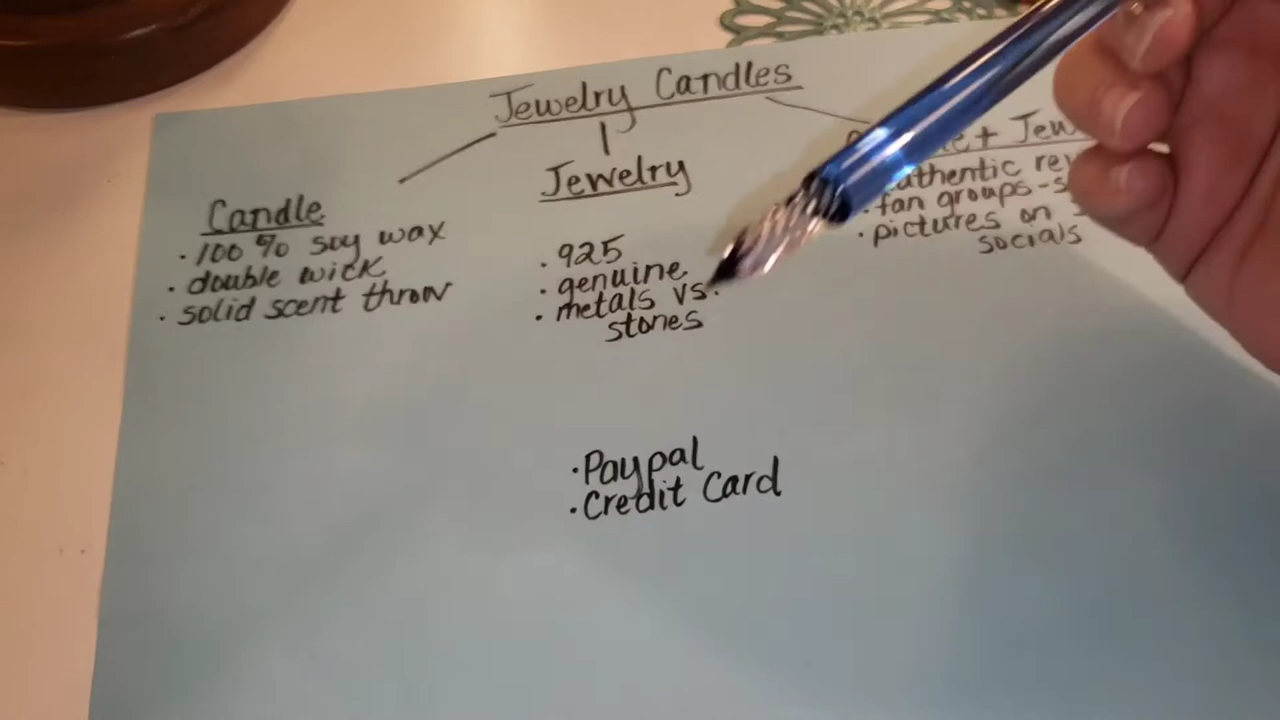 Jewelry Candles
Candle
· 100% soy wax
· double wick
· solid scent throw
Jewelry
· 925
· genuine
· metals vs.
stones
+ Jew
authentic
· fan groups -
· pictures on
socials
· Paypal
· Credit Card